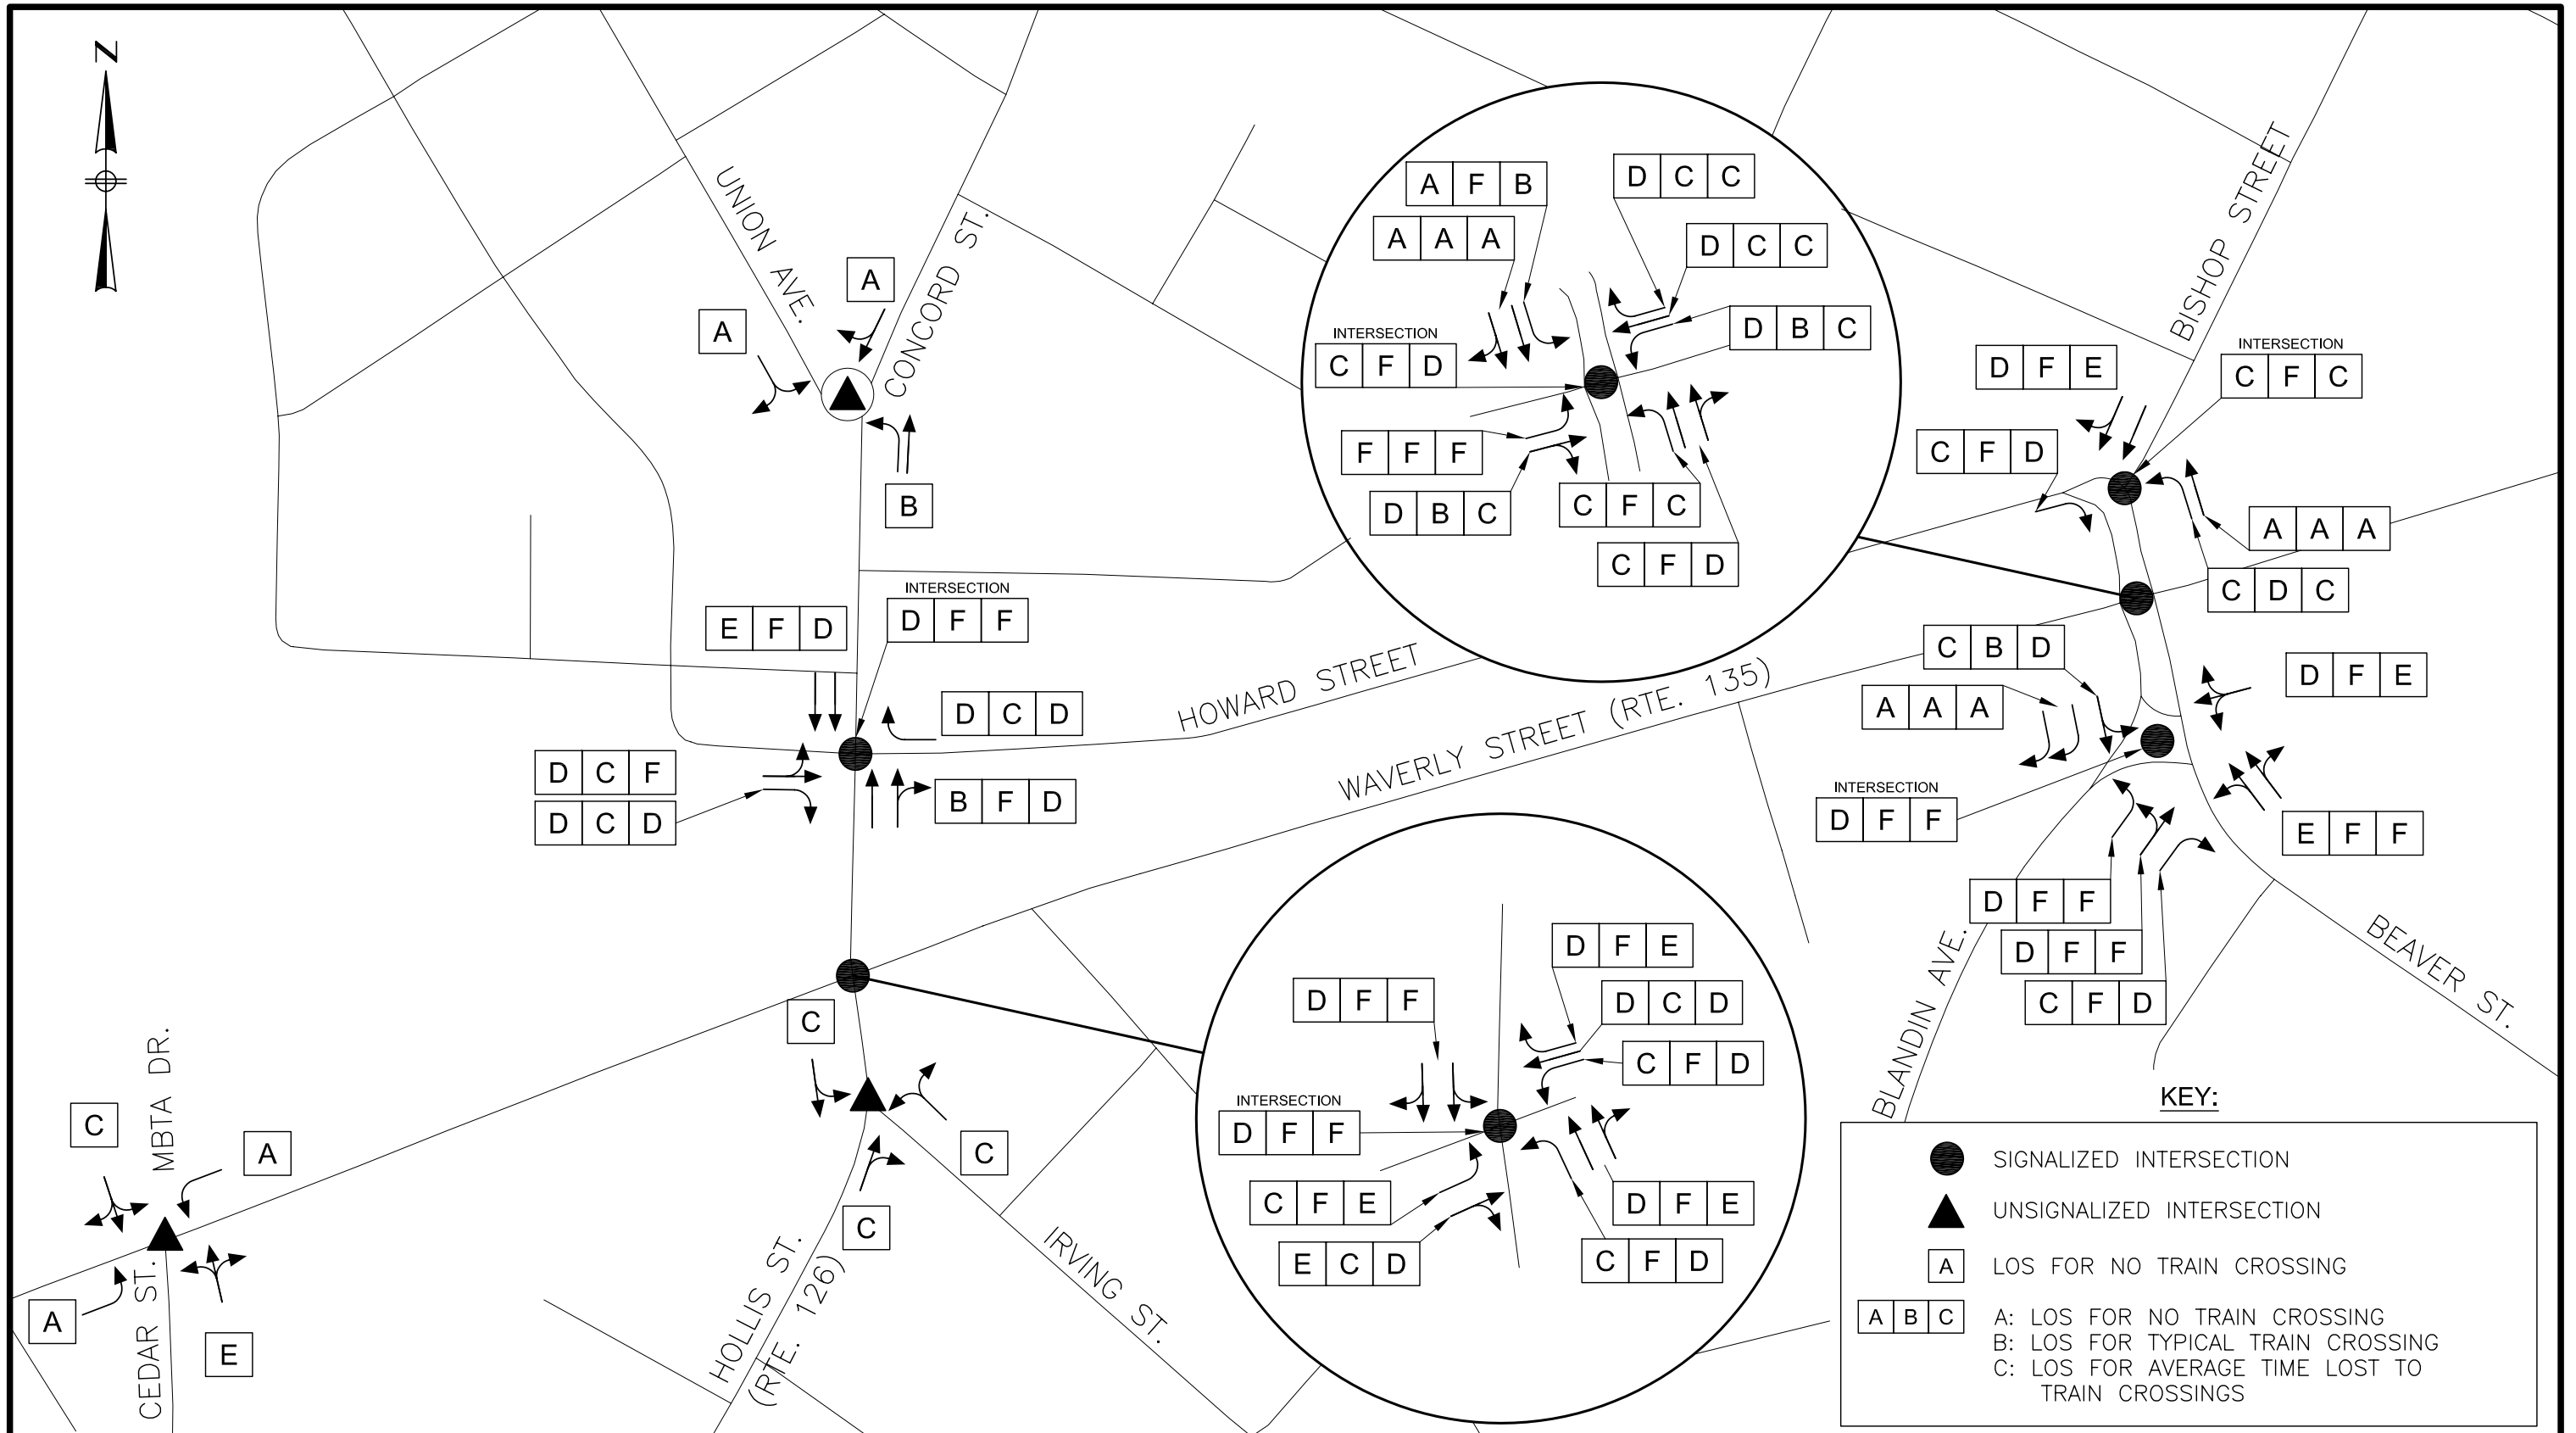 N
UNION AVE.
CONCORD ST.
A
A
B
A F B
D C C
A A A
D C C
D B C
INTERSECTION
C F D
F F F
D B C
C F C
C F D
BISHOP STREET
INTERSECTION
C F C
D F E
C F D
A A A
C D C
E F D
INTERSECTION
D F F
D C D
D C F
D C D
B F D
HOWARD STREET
WAVERLY STREET (RTE. 135)
C B D
A A A
D F E
INTERSECTION
D F F
E F F
D F F
D F F
C F D
BLANDIN AVE.
BEAVER ST.
D F E
D F F
D C D
C F D
INTERSECTION
D F F
C F E
E C D
D F E
C F D
C
C
C
HOLLIS ST.
(RTE. 126)
IRVING ST.
MBTA DR.
C
A
A
E
CEDAR ST.
KEY:
SIGNALIZED INTERSECTION
UNSIGNALIZED INTERSECTION
A LOS FOR NO TRAIN CROSSING
A B C A: LOS FOR NO TRAIN CROSSING
B: LOS FOR TYPICAL TRAIN CROSSING
C: LOS FOR AVERAGE TIME LOST TO
TRAIN CROSSINGS